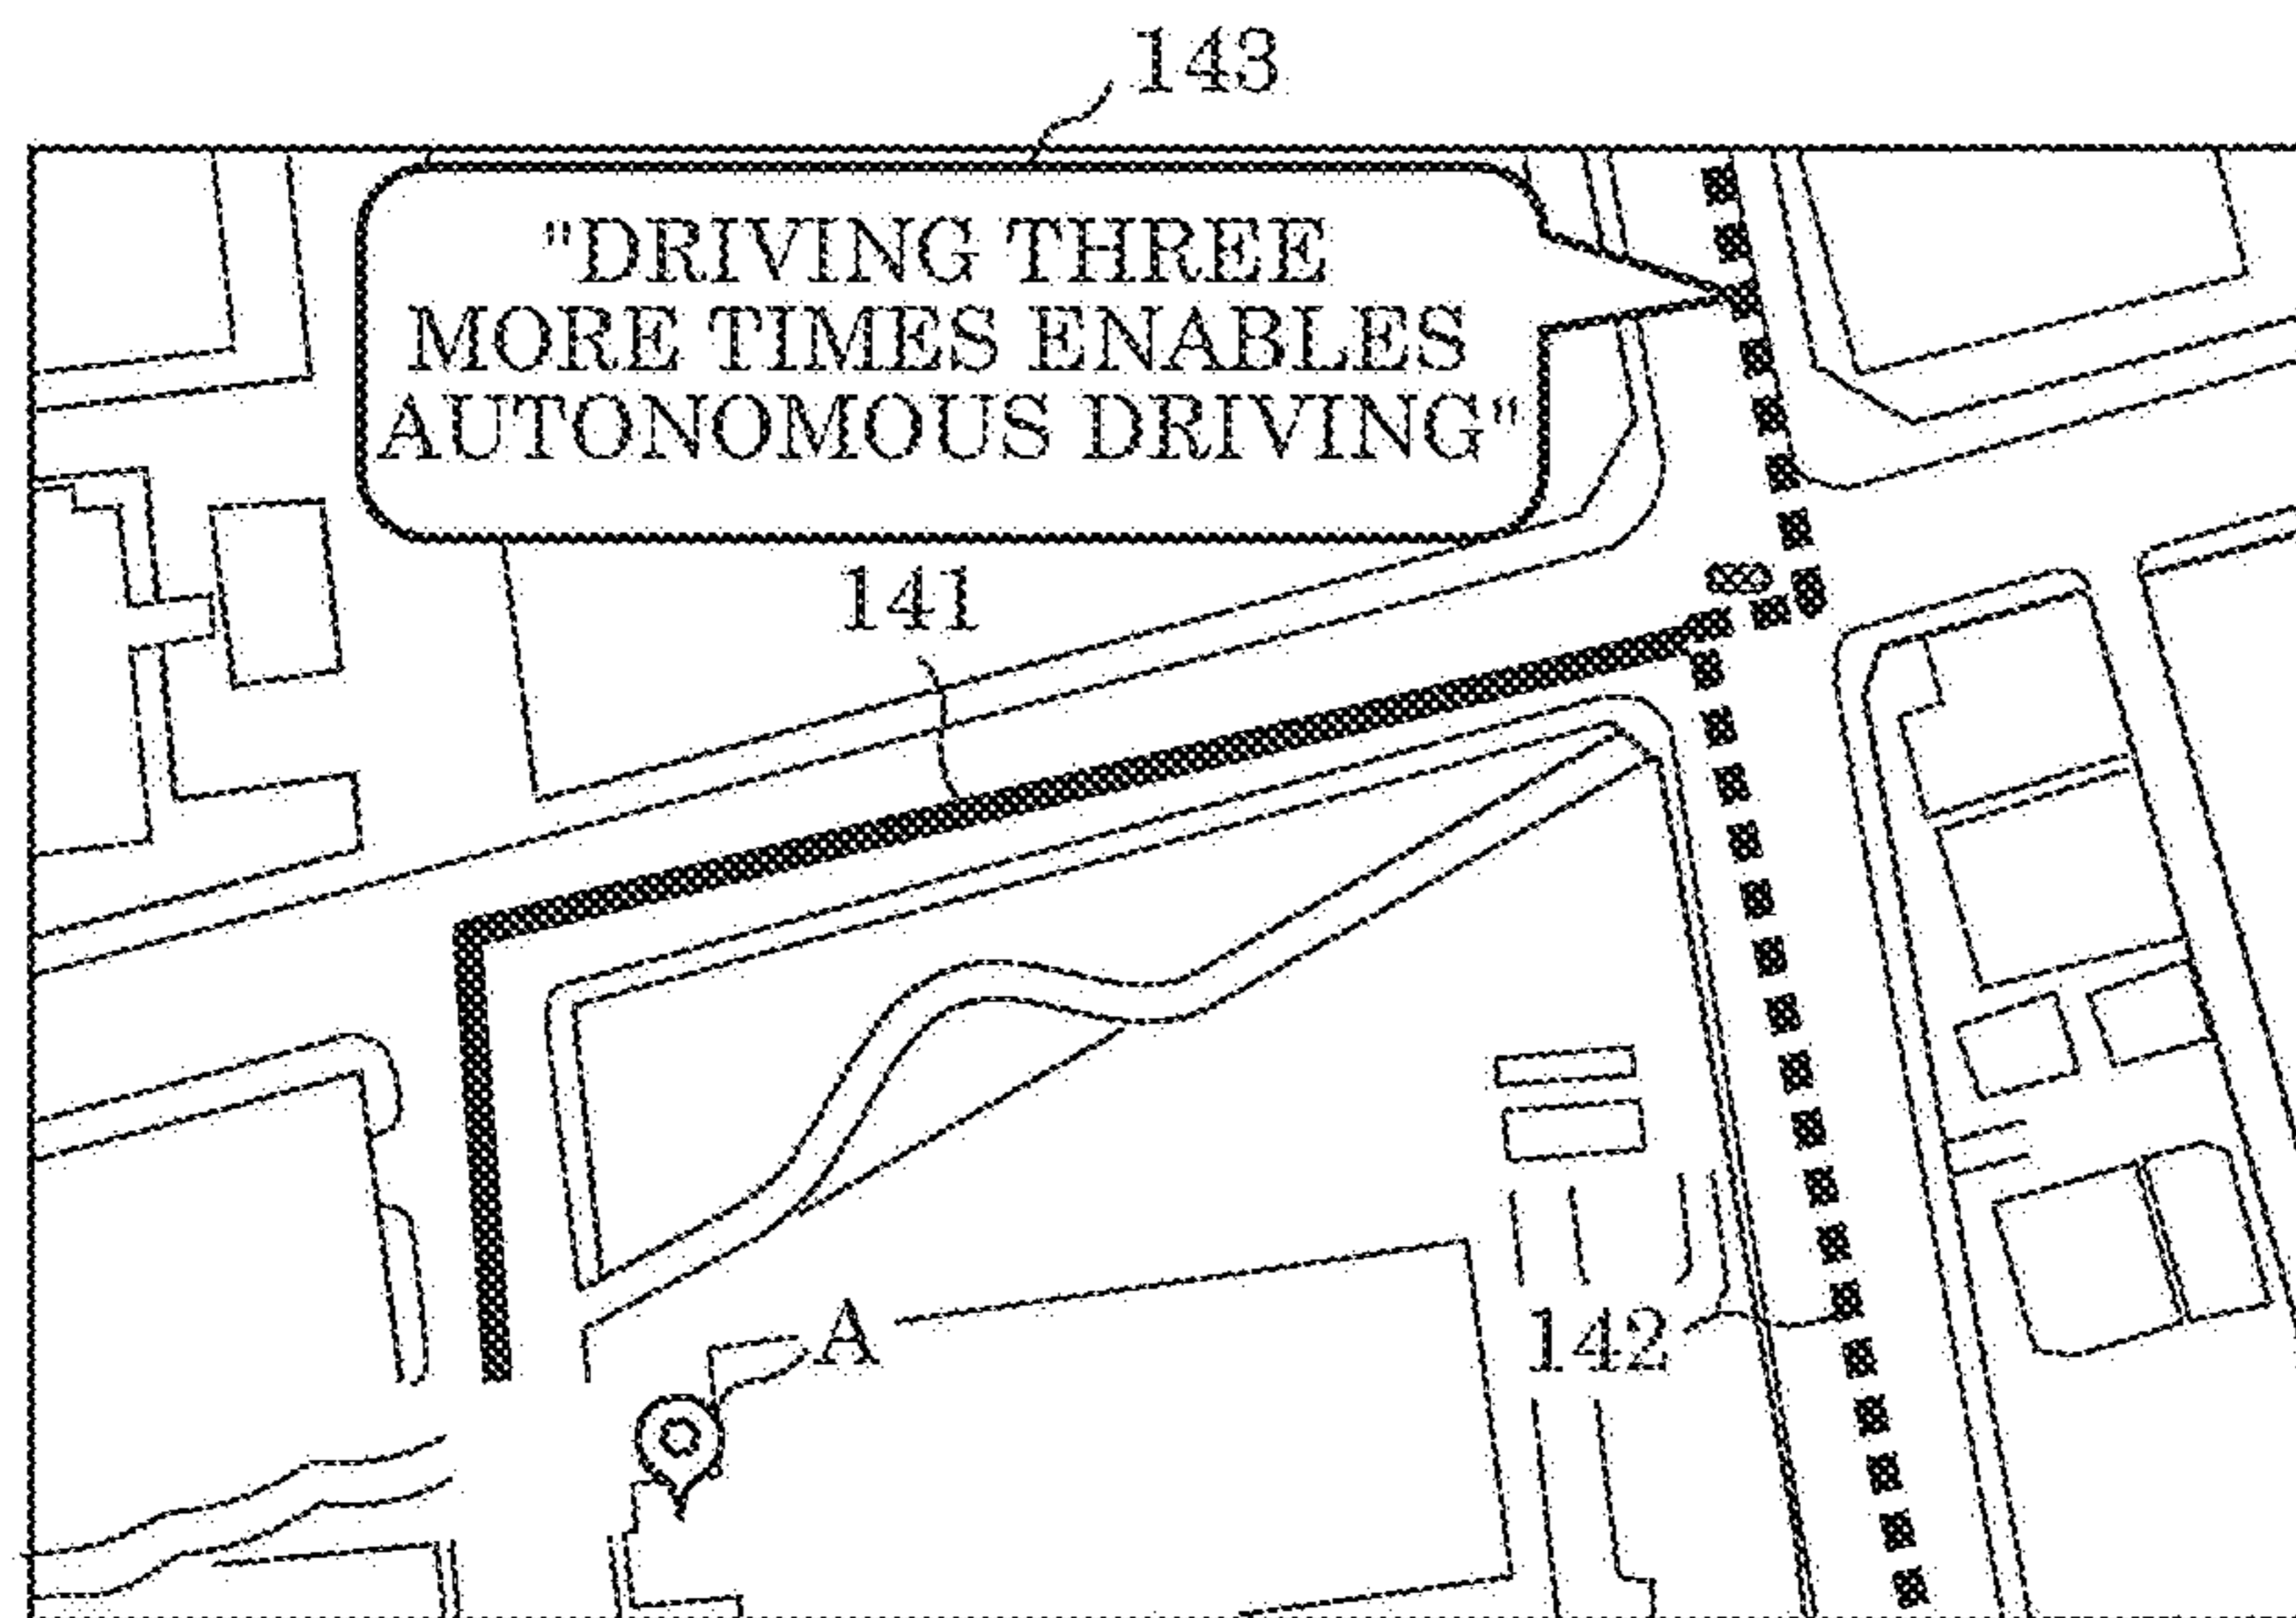 143
"DRIVING THREE
MORE TIMES ENABLES
AUTONOMOUS DRIVING"
141
A
142